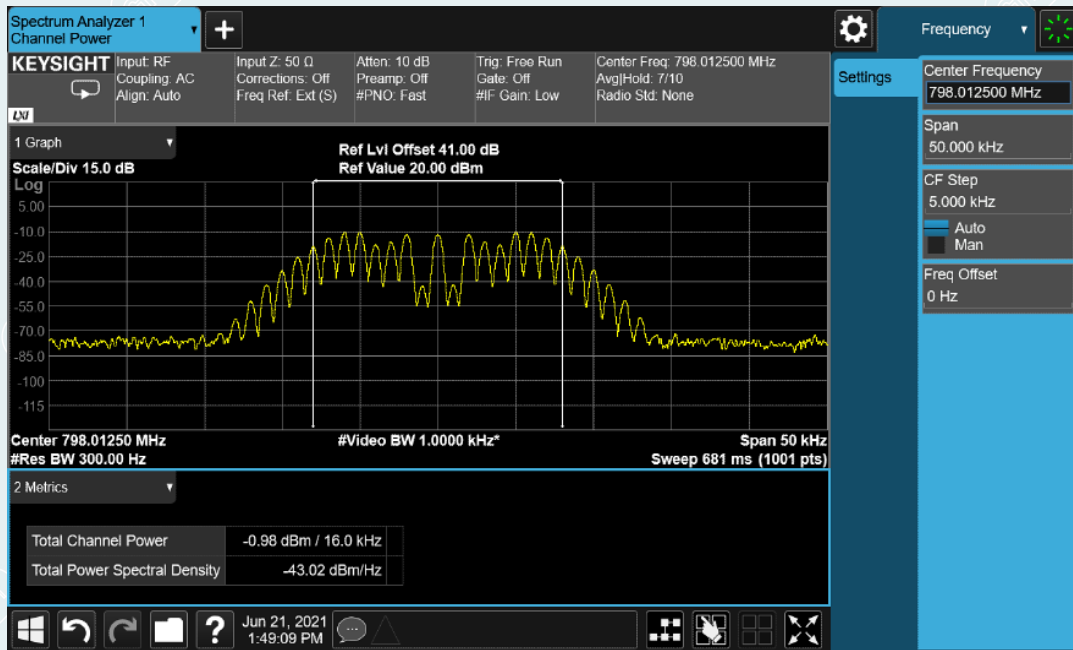 Spectrum Analyzer 1
Channel Power
+
Frequency
KEYSIGHT
LXI
Input: RF
Coupling: AC
Align: Auto
Input Z: 50 Ω
Corrections: Off
Freq Ref: Ext (S)
Atten: 10 dB
Preamp: Off
#PNO: Fast
Trig: Free Run
Gate: Off
#IF Gain: Low
Center Freq: 798.012500 MHz
Avg|Hold: 7/10
Radio Std: None
Settings
Center Frequency
798.012500 MHz
Span
50.000 kHz
CF Step
5.000 kHz
Auto
Man
Freq Offset
0 Hz
1 Graph
Scale/Div 15.0 dB
Ref Lvl Offset 41.00 dB
Ref Value 20.00 dBm
Log
5.00
-10.0
-25.0
-40.0
-55.0
-70.0
-85.0
-100
-115
Center 798.01250 MHz
#Video BW 1.0000 kHz*
Span 50 kHz
#Res BW 300.00 Hz
Sweep 681 ms (1001 pts)
2 Metrics
Total Channel Power -0.98 dBm / 16.0 kHz
Total Power Spectral Density -43.02 dBm/Hz
?
Jun 21, 2021
1:49:09 PM